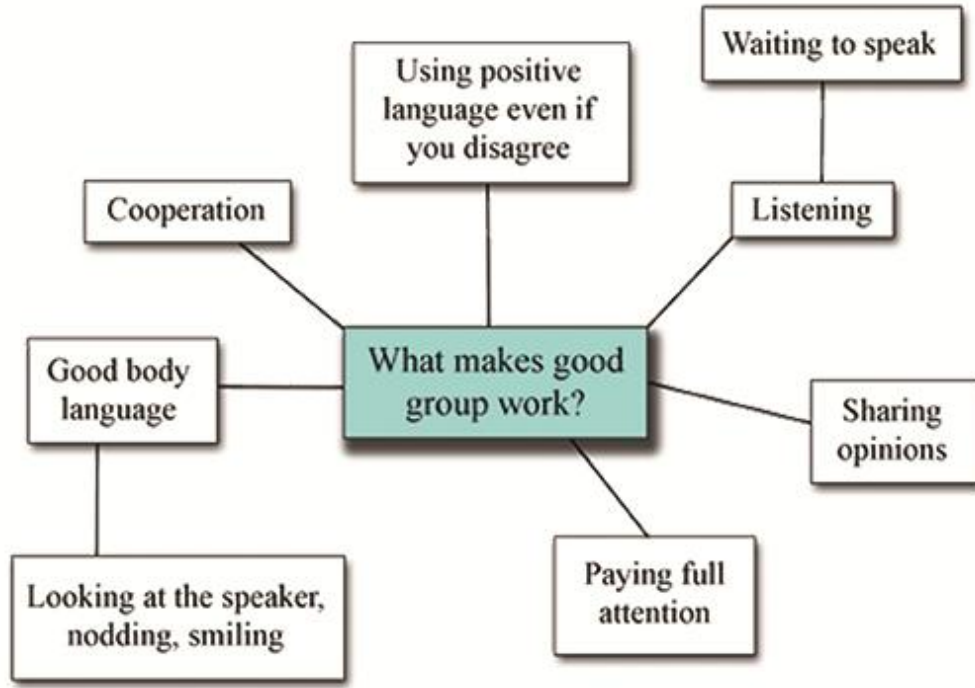 Waiting to speak
Using positive
language even if
you disagree
Cooperation
Listening
What makes good
group work?
Good body
language
Sharing
opinions
Looking at the speaker,
nodding, smiling
Paying full
attention